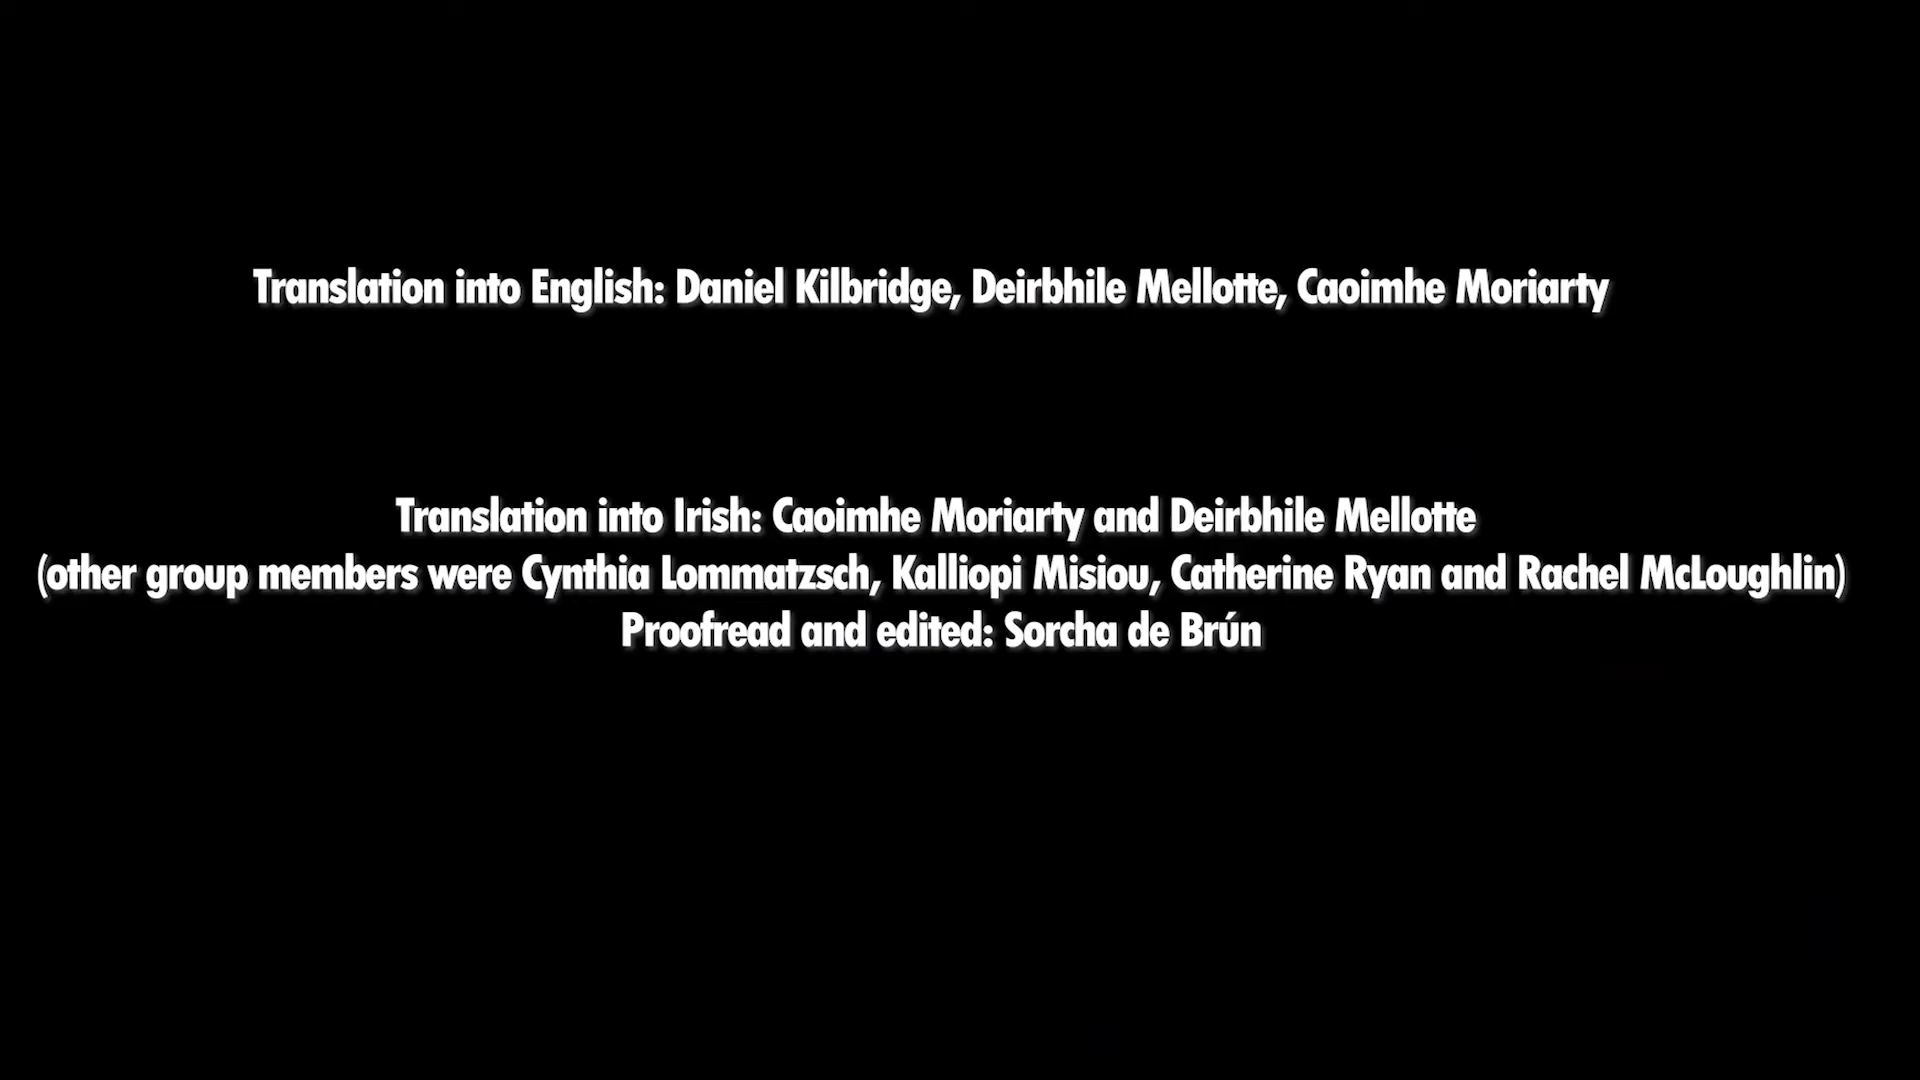 Translation into English: Daniel Kilbridge, Deirbhile Mellotte, Caoimhe Moriarty
Translation into Irish: Caoimhe Moriarty and Deirbhile Mellotte
(other group members were Cynthia Lommatzsch, Kalliopi Misiou, Catherine Ryan and Rachel McLoughlin)
Proofread and edited: Sorcha de Brún